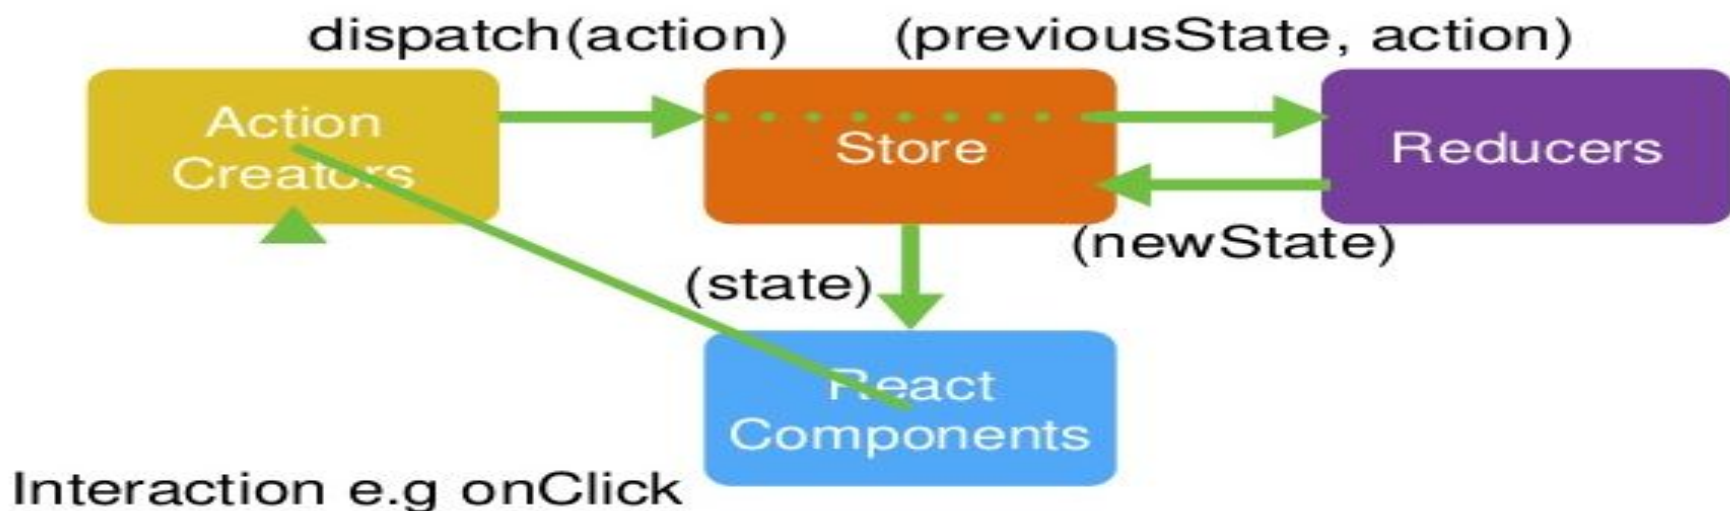 dispatch(action)
(previousState, action)
Action
Creators
Store
Reducers
(newState)
(state)
React
Components
Interaction e.g onClick